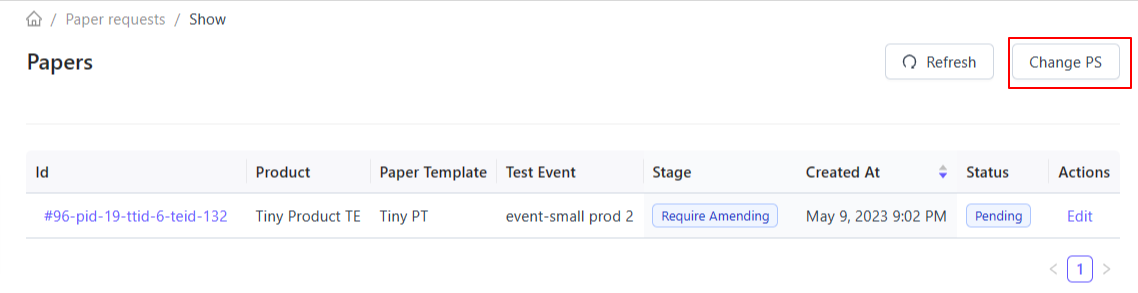 / Paper requests / Show
Papers
Refresh
Change PS
Id Product Paper Template Test Event Stage Created At Status Actions
#96-pid-19-ttid-6-teid-132 Tiny Product TE Tiny PT event-small prod 2 Require Amending May 9, 2023 9:02 PM Pending Edit
< 1 >